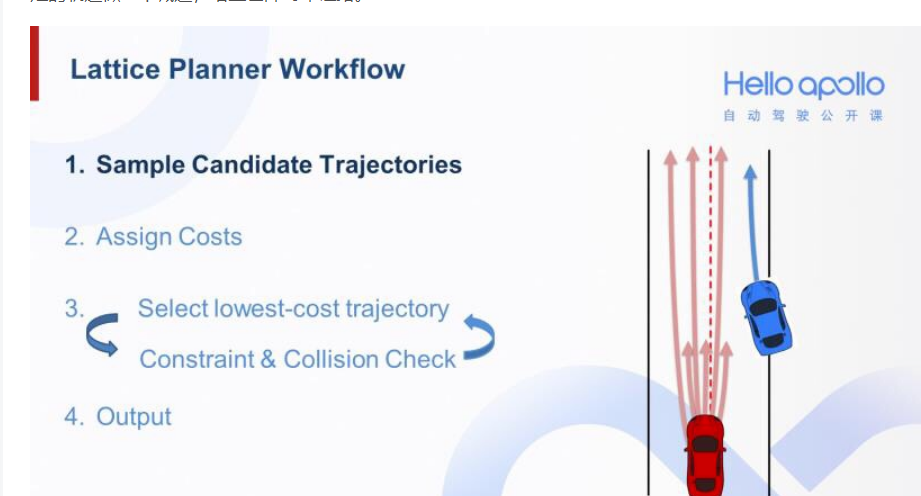 Lattice Planner Workflow
Hello apollo
自动驾驶公开课
1. Sample Candidate Trajectories
2. Assign Costs
3. Select lowest-cost trajectory
Constraint & Collision Check
4. Output